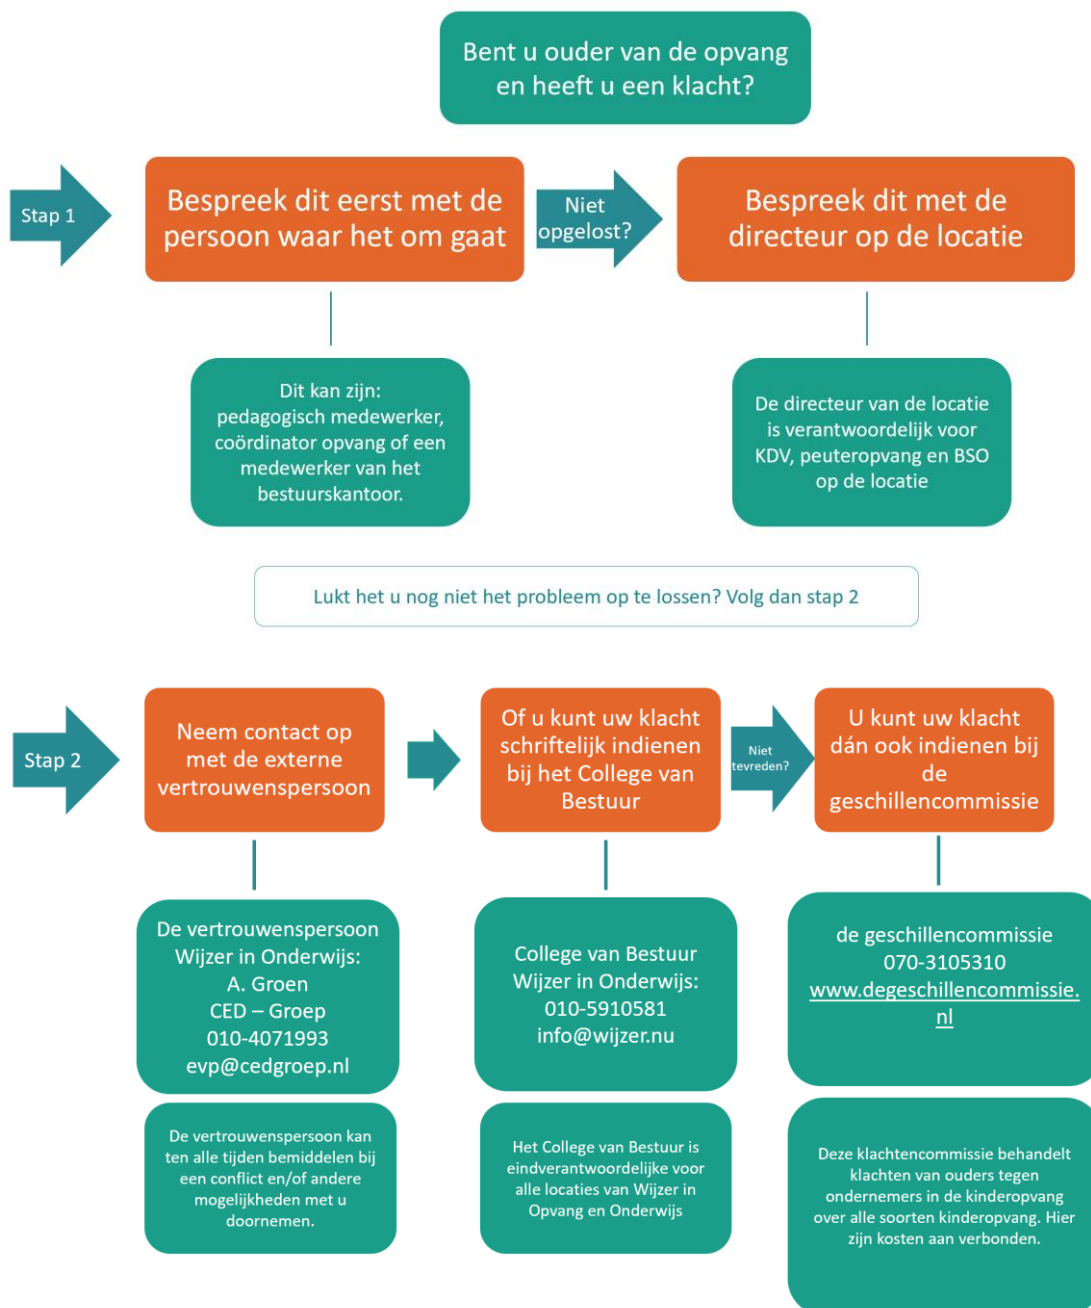 Bent u ouder van de opvang
en heeft u een klacht?
Stap 1
Bespreek dit eerst met de
persoon waar het om gaat
Niet
opgelost?
Bespreek dit met de
directeur op de locatie
Dit kan zijn:
pedagogisch medewerker,
coördinator opvang of een
medewerker van het
bestuurskantoor.
De directeur van de locatie
is verantwoordelijk voor
KDV, peuteropvang en BSO
op de locatie
Lukt het u nog niet het probleem op te lossen? Volg dan stap 2
Stap 2
Neem contact op
met de externe
vertrouwenspersoon
Of u kunt uw klacht
schriftelijk indienen
bij het College van
Bestuur
Niet
tevreden?
U kunt uw klacht
dán ook indienen bij
de
geschillencommissie
De vertrouwenspersoon
Wijzer in Onderwijs:
A. Groen
CED – Groep
010-4071993
evp@cedgroep.nl
College van Bestuur
Wijzer in Onderwijs:
010-5910581
info@wijzer.nu
de geschillencommissie
070-3105310
www.degeschillencommissie.
nl
De vertrouwenspersoon kan
ten alle tijden bemiddelen bij
een conflict en/of andere
mogelijkheden met u
doornemen.
Het College van Bestuur is
eindverantwoordelijke voor
alle locaties van Wijzer in
Opvang en Onderwijs
Deze klachtencommissie behandelt
klachten van ouders tegen
ondernemers in de kinderopvang
over alle soorten kinderopvang. Hier
zijn kosten aan verbonden.